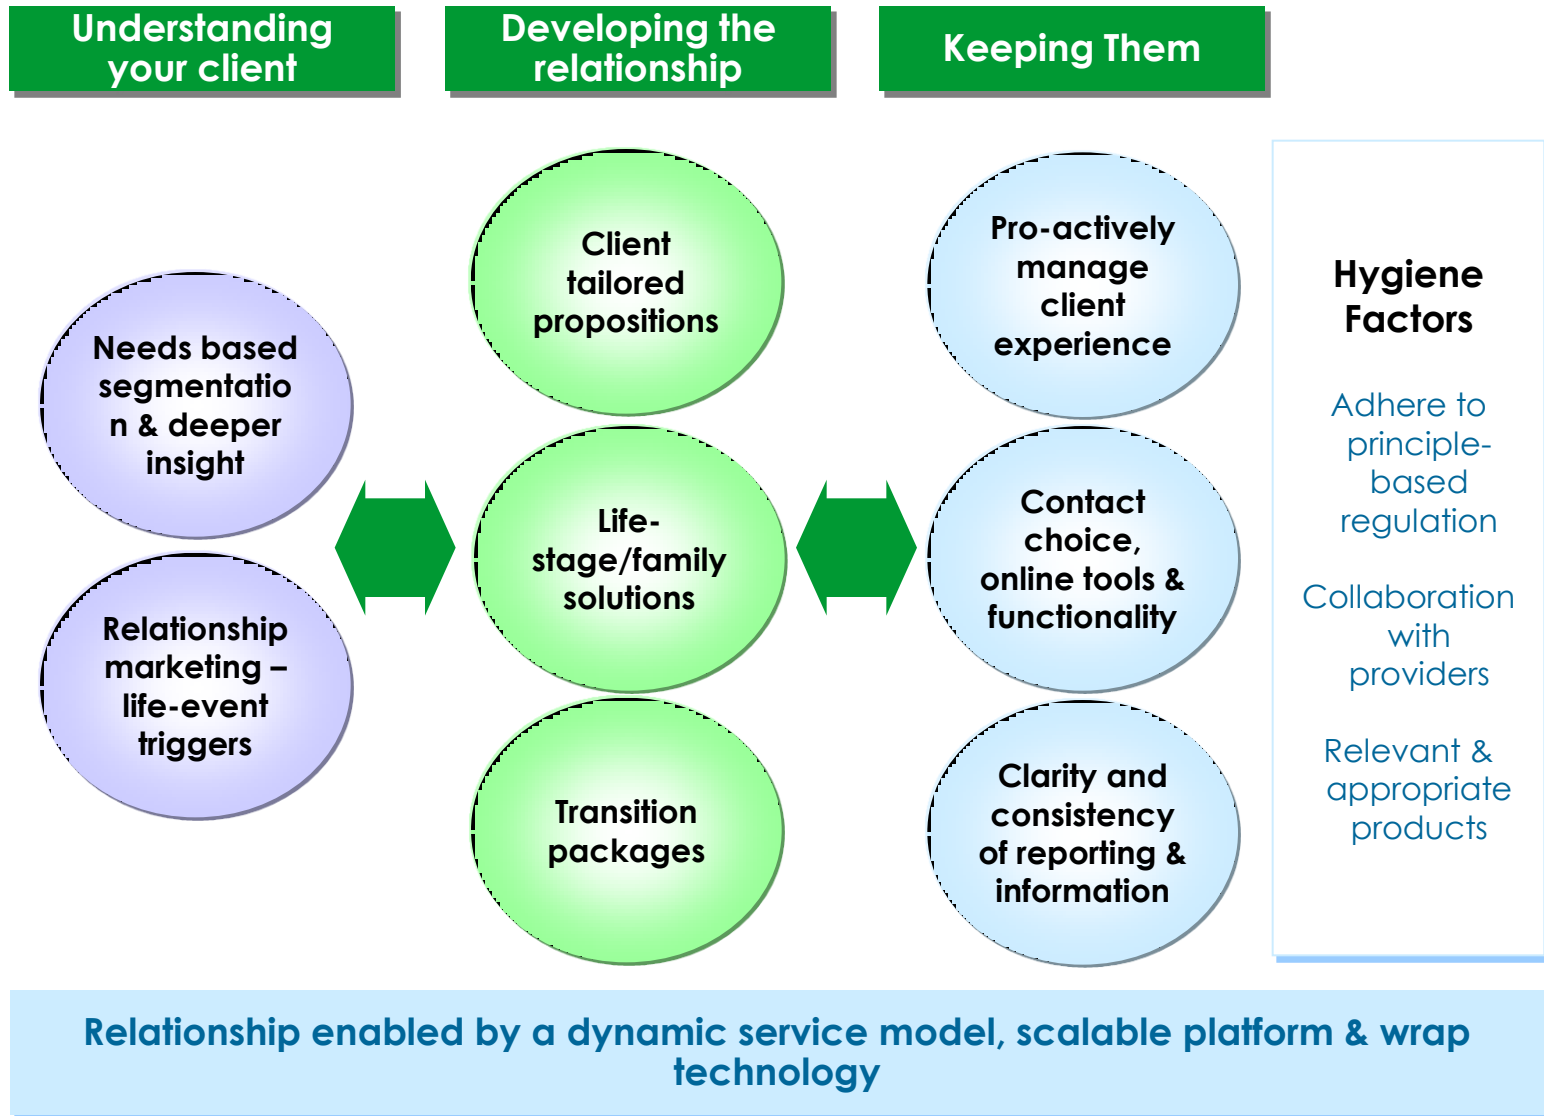 Understanding
your client
Developing the
relationship
Keeping Them
Needs based
segmentatio
n & deeper
insight
Relationship
marketing –
life-event
triggers
Client
tailored
propositions
Life-
stage/family
solutions
Transition
packages
Pro-actively
manage
client
experience
Contact
choice,
online tools &
functionality
Clarity and
consistency
of reporting &
information
Hygiene
Factors
Adhere to
principle-
based
regulation
Collaboration
with
providers
Relevant &
appropriate
products
Relationship enabled by a dynamic service model, scalable platform & wrap
technology